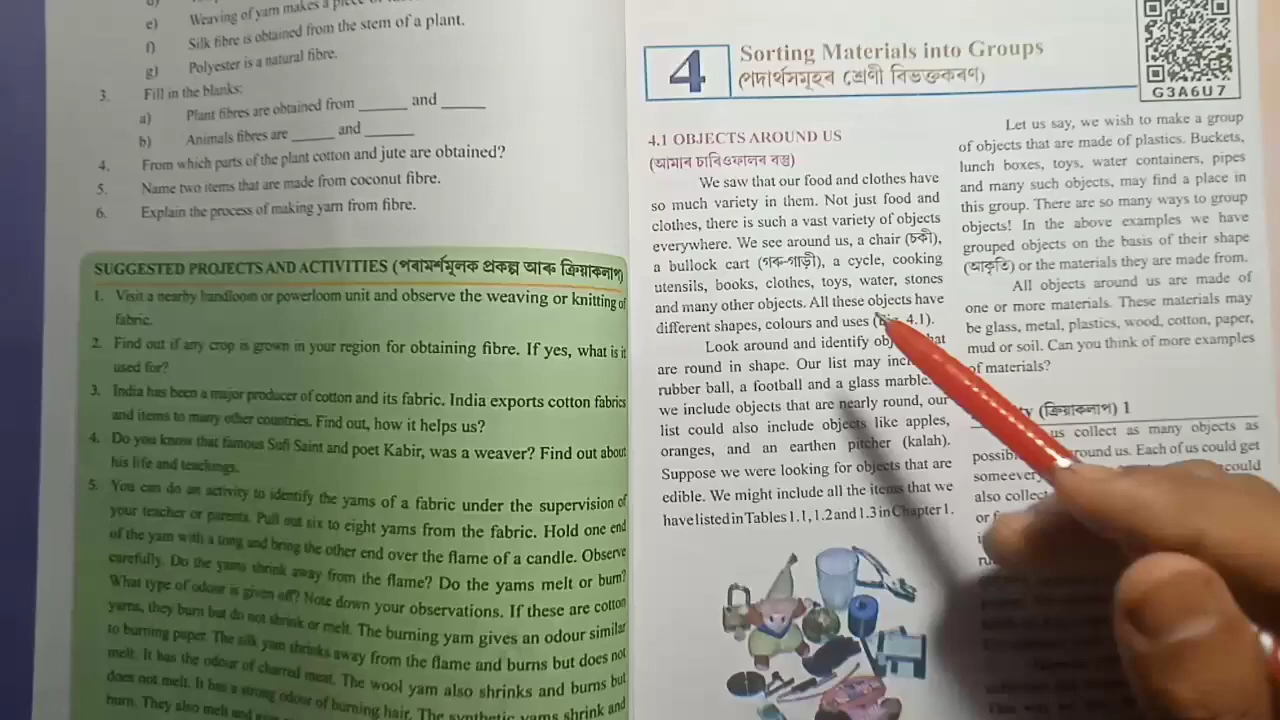 e) Weaving of yarn makes a piece of
f) Silk fibre is obtained from the stem of a plant.
g) Polyester is a natural fibre.
3. Fill in the blanks:
a) Plant fibres are obtained from ______ and ______
b) Animals fibres are ______ and ______
4. From which parts of the plant cotton and jute are obtained?
5. Name two items that are made from coconut fibre.
6. Explain the process of making yarn from fibre.
SUGGESTED PROJECTS AND ACTIVITIES (পৰামৰ্শমূলক প্ৰকল্প আৰু ক্ৰিয়াকলাপ)
1. Visit a nearby handloom or powerloom unit and observe the weaving or knitting of
fabric.
2. Find out if any crop is grown in your region for obtaining fibre. If yes, what is it
used for?
3. India has been a major producer of cotton and its fabric. India exports cotton fabrics
and items to many other countries. Find out, how it helps us?
4. Do you know that famous Sufi Saint and poet Kabir, was a weaver? Find out about
his life and teachings.
5. You can do an activity to identify the yarns of a fabric under the supervision of
your teacher or parents. Pull out six to eight yarns from the fabric. Hold one end
of the yarn with a tong and bring the other end over the flame of a candle. Observe
carefully. Do the yarns shrink away from the flame? Do the yarns melt or burn?
What type of odour is given off? Note down your observations. If these are cotton
yarns, they burn but do not shrink or melt. The burning yarn gives an odour similar
to burning paper. The silk yarn shrinks away from the flame and burns but does not
melt. It has the odour of charred meat. The wool yarn also shrinks and burns but
does not melt. It has a strong odour of burning hair. The synthetic yarns shrink and
burn. They also melt and
4 Sorting Materials into Groups
(পদাৰ্থসমূহৰ শ্ৰেণী বিভক্তকৰণ)
G3A6U7
4.1 OBJECTS AROUND US
(আমাৰ চাৰিওফালৰ বস্তু)
We saw that our food and clothes have
so much variety in them. Not just food and
clothes, there is such a vast variety of objects
everywhere. We see around us, a chair (চকী),
a bullock cart (গৰু-গাড়ী), a cycle, cooking
utensils, books, clothes, toys, water, stones
and many other objects. All these objects have
different shapes, colours and uses (Fig. 4.1).
Look around and identify that
are round in shape. Our list may
rubber ball, a football and a glass marble.
we include objects that are nearly round, our
list could also include objects like apples,
oranges, and an earthen pitcher (kalah).
Suppose we were looking for objects that are
edible. We might include all the items that we
have listed in Tables 1.1, 1.2 and 1.3 in Chapter 1.
Let us say, we wish to make a group
of objects that are made of plastics. Buckets,
lunch boxes, toys, water containers, pipes
and many such objects, may find a place in
this group. There are so many ways to group
objects! In the above examples we have
grouped objects on the basis of their shape
(আকৃতি) or the materials they are made from.
All objects around us are made of
one or more materials. These materials may
be glass, metal, plastics, wood, cotton, paper,
mud or soil. Can you think of more examples
of materials?
(ক্ৰিয়াকলাপ) 1
us collect as many objects as
around us. Each of us could get
could
also collect